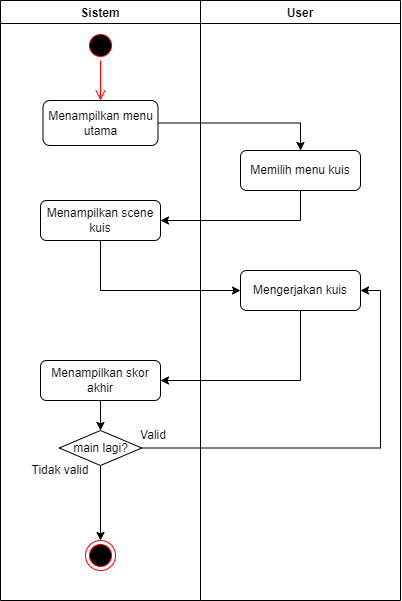 Sistem
User
Menampilkan menu
utama
Memilih menu kuis
Menampilkan scene
kuis
Mengerjakan kuis
Menampilkan skor
akhir
main lagi?
Valid
Tidak valid